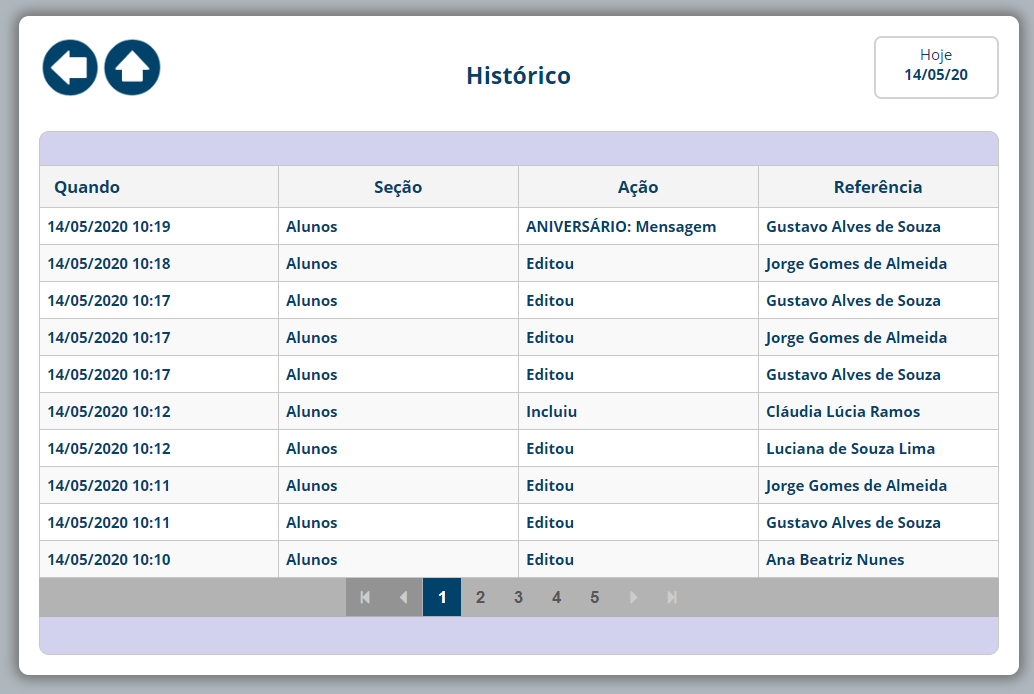 Histórico
Hoje
14/05/20
Quando Seção Ação Referência
14/05/2020 10:19 Alunos ANIVERSÁRIO: Mensagem Gustavo Alves de Souza
14/05/2020 10:18 Alunos Editou Jorge Gomes de Almeida
14/05/2020 10:17 Alunos Editou Gustavo Alves de Souza
14/05/2020 10:17 Alunos Editou Jorge Gomes de Almeida
14/05/2020 10:17 Alunos Editou Gustavo Alves de Souza
14/05/2020 10:12 Alunos Incluiu Cláudia Lúcia Ramos
14/05/2020 10:12 Alunos Editou Luciana de Souza Lima
14/05/2020 10:11 Alunos Editou Jorge Gomes de Almeida
14/05/2020 10:11 Alunos Editou Gustavo Alves de Souza
14/05/2020 10:10 Alunos Editou Ana Beatriz Nunes
1 2 3 4 5